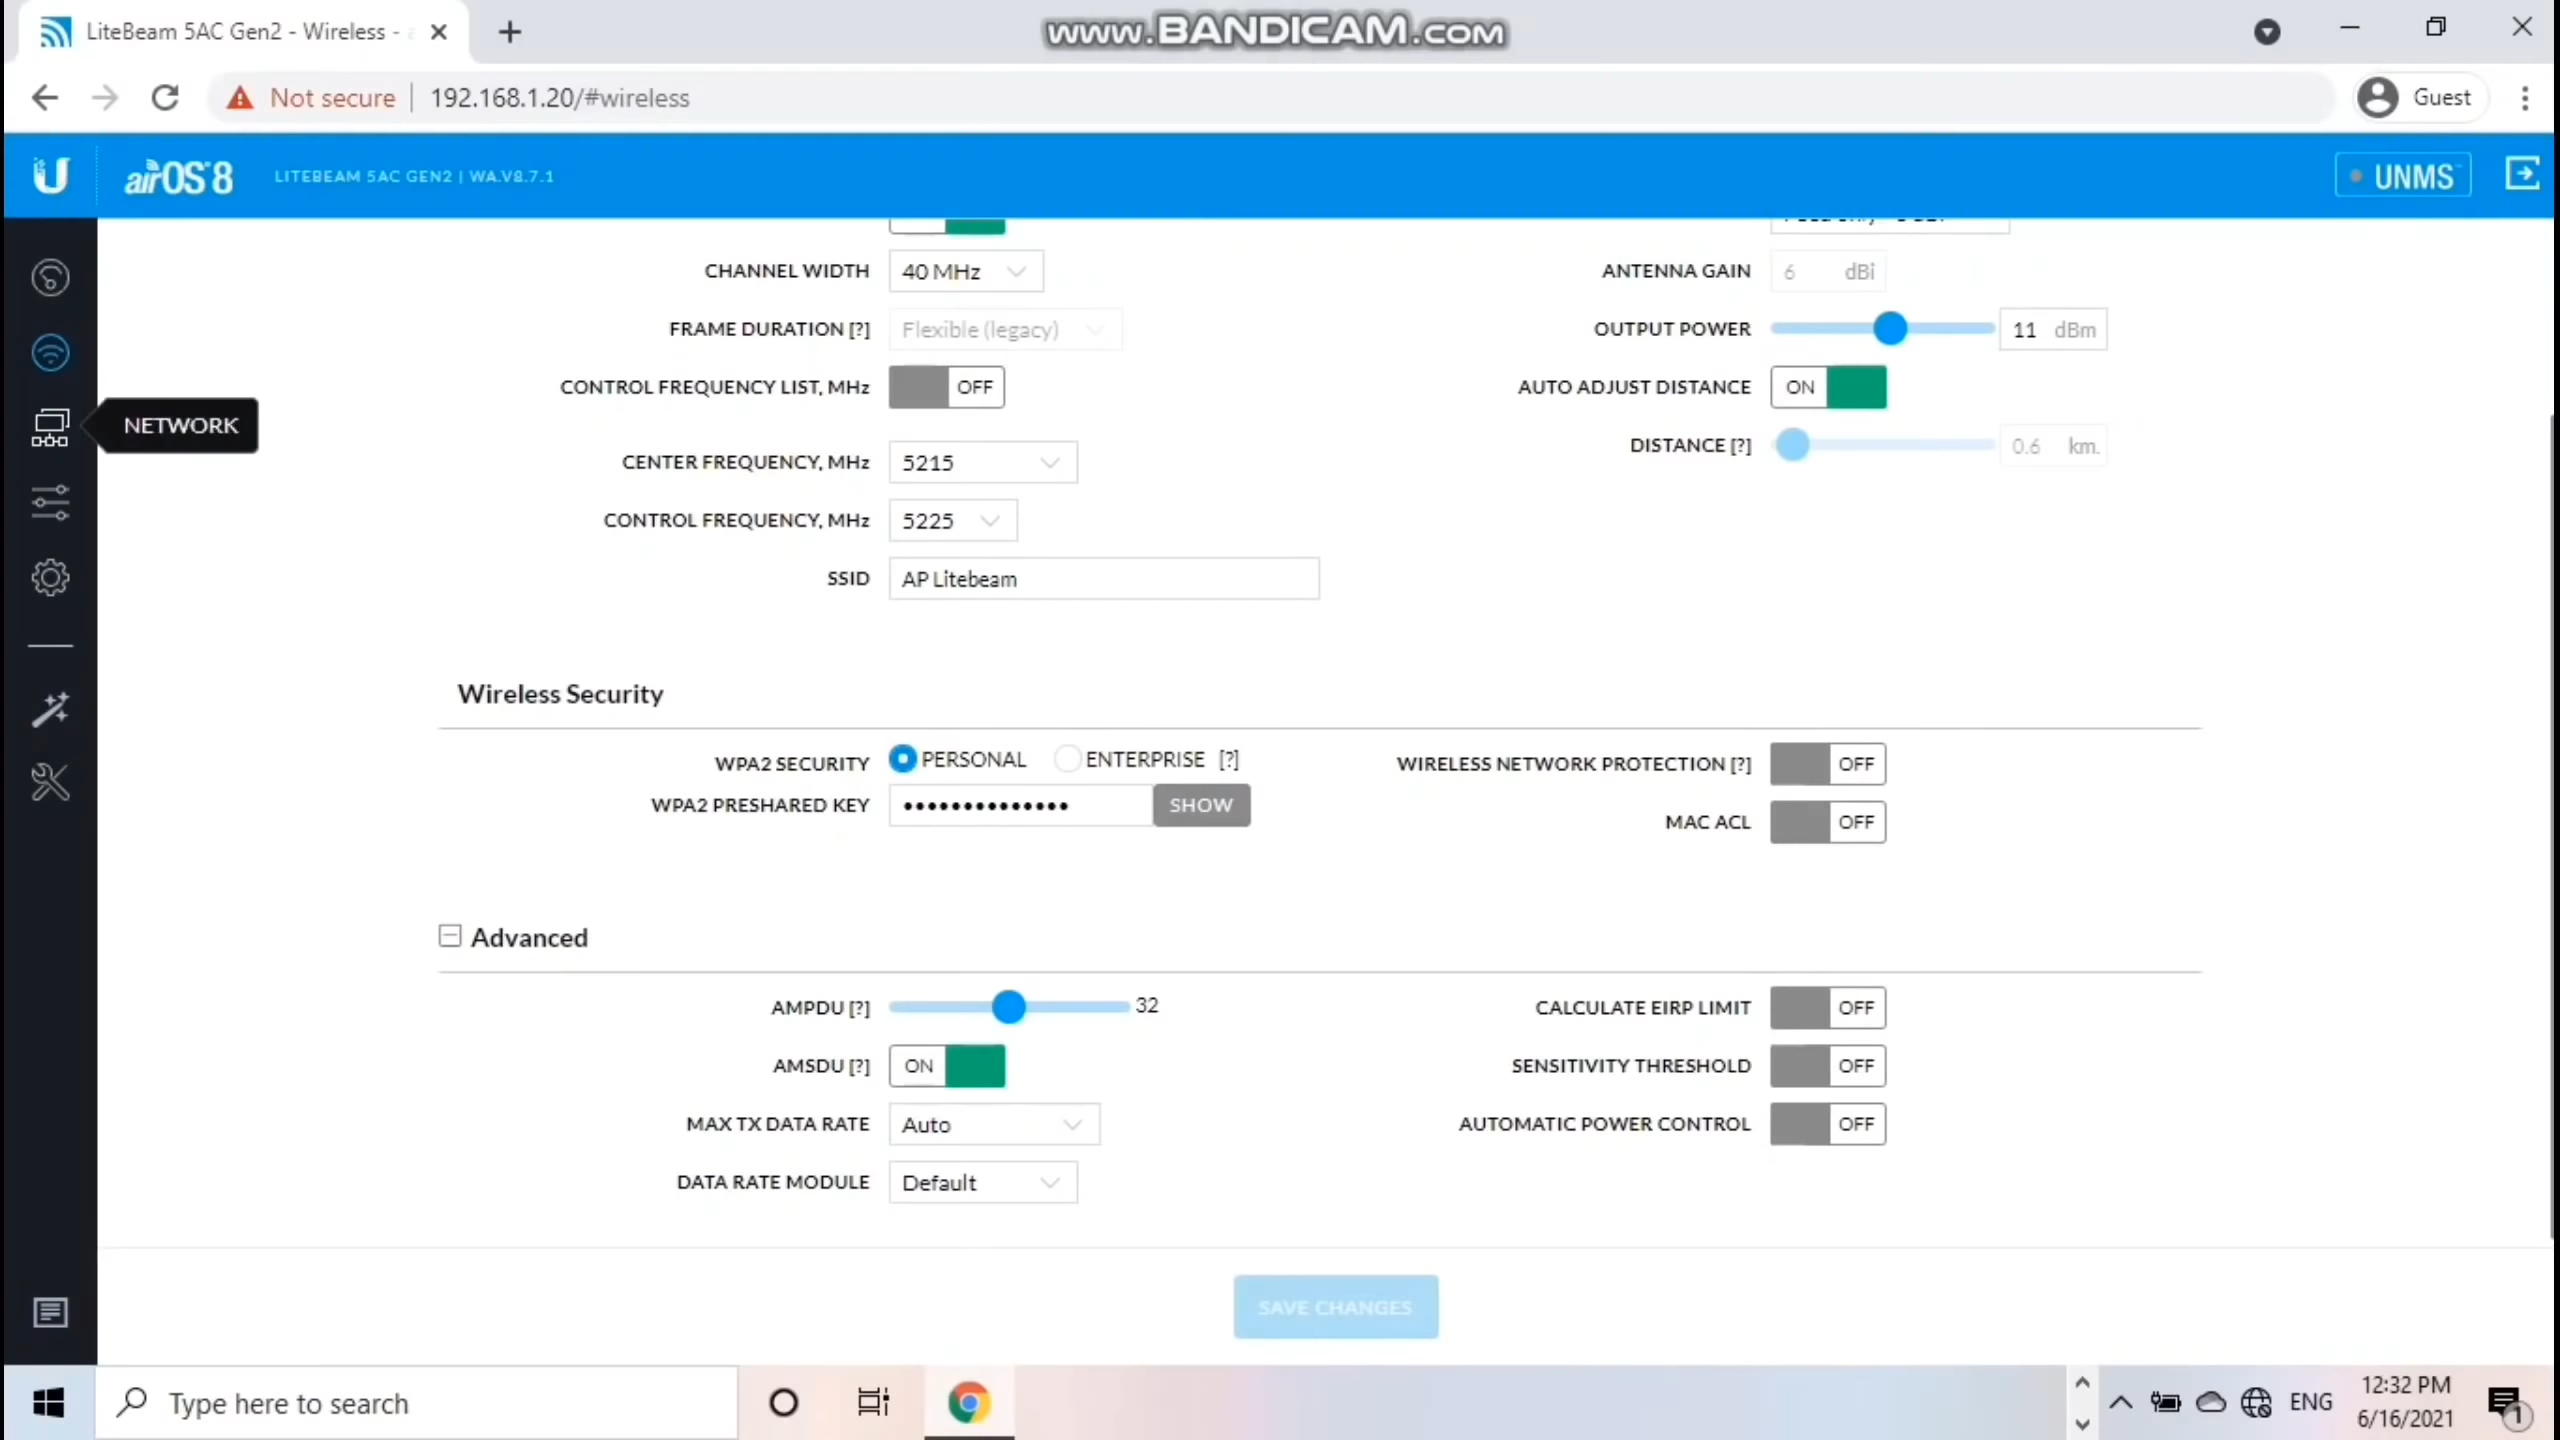 LiteBeam 5AC Gen2 - Wireless -
www.BANDICAM.com
Not secure
192.168.1.20/#wireless
Guest
airOS 8
LITEBEAM 5AC GEN2 | WA.V8.7.1
UNMS
CHANNEL WIDTH 40 MHz
ANTENNA GAIN 6 dBi
FRAME DURATION [?] Flexible (legacy)
OUTPUT POWER 11 dBm
CONTROL FREQUENCY LIST, MHz OFF
AUTO ADJUST DISTANCE ON
NETWORK
CENTER FREQUENCY, MHz 5215
DISTANCE [?] 0.6 km.
CONTROL FREQUENCY, MHz 5225
SSID AP Litebeam
Wireless Security
WPA2 SECURITY PERSONAL ENTERPRISE [?]
WIRELESS NETWORK PROTECTION [?] OFF
WPA2 PRESHARED KEY •••••••••••••• SHOW
MAC ACL OFF
Advanced
AMPDU [?] 32
CALCULATE EIRP LIMIT OFF
AMSDU [?] ON
SENSITIVITY THRESHOLD OFF
MAX TX DATA RATE Auto
AUTOMATIC POWER CONTROL OFF
DATA RATE MODULE Default
SAVE CHANGES
Type here to search
ENG
12:32 PM
6/16/2021
1